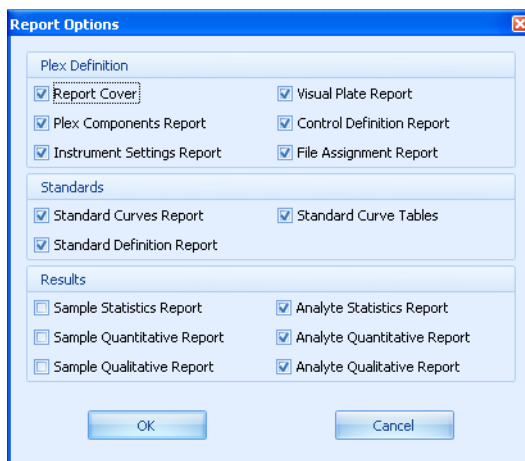 Report Options
Plex Definition
Report Cover
Visual Plate Report
Plex Components Report
Control Definition Report
Instrument Settings Report
File Assignment Report
Standards
Standard Curves Report
Standard Curve Tables
Standard Definition Report
Results
Sample Statistics Report
Analyte Statistics Report
Sample Quantitative Report
Analyte Quantitative Report
Sample Qualitative Report
Analyte Qualitative Report
OK
Cancel